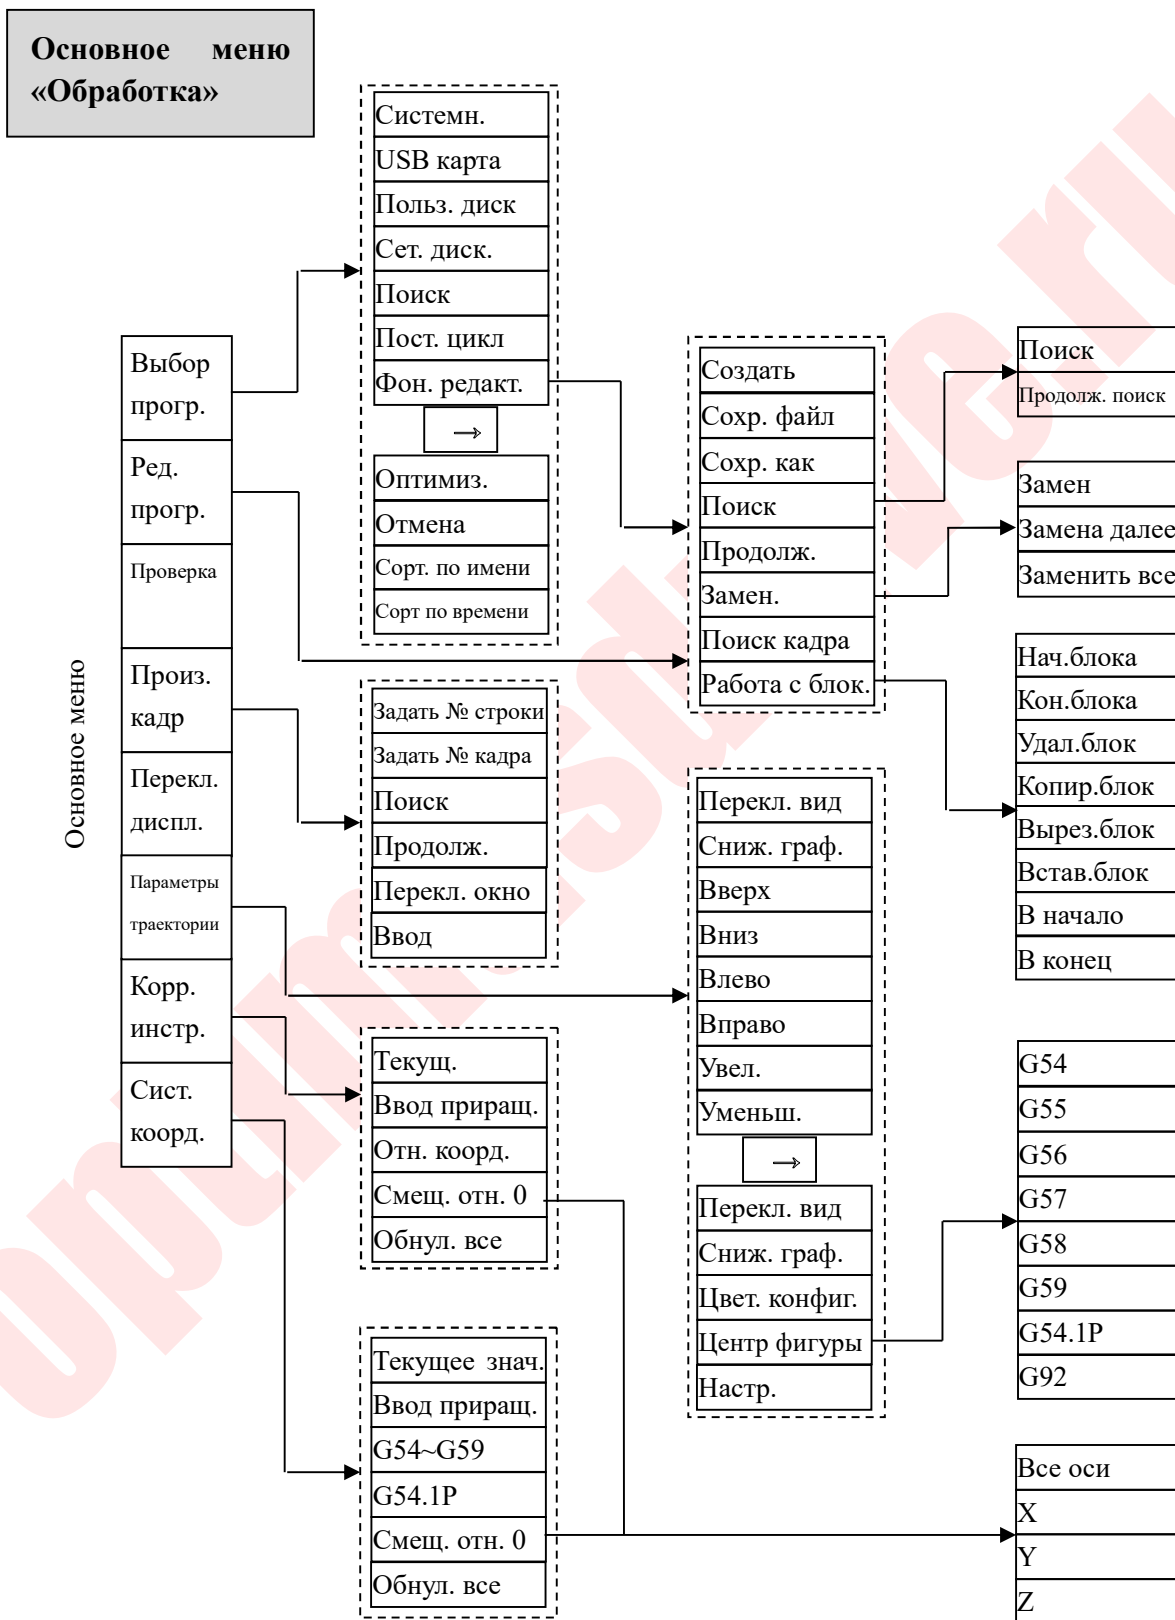 Основное меню
«Обработка»
Основное меню
Выбор
прогр.
Ред.
прогр.
Проверка
Произ.
кадр
Перекл.
диспл.
Параметры
траектории
Корр.
инстр.
Сист.
коорд.
Системн.
USB карта
Польз. диск
Сет. диск.
Поиск
Пост. цикл
Фон. редакт.
→
Оптимиз.
Отмена
Сорт. по имени
Сорт по времени
Задать № строки
Задать № кадра
Поиск
Продолж.
Перекл. окно
Ввод
Текущ.
Ввод приращ.
Отн. коорд.
Смещ. отн. 0
Обнул. все
Текущее знач.
Ввод приращ.
G54~G59
G54.1P
Смещ. отн. 0
Обнул. все
Создать
Сохр. файл
Сохр. как
Поиск
Продолж.
Замен.
Поиск кадра
Работа с блок.
Перекл. вид
Сниж. граф.
Вверх
Вниз
Влево
Вправо
Увел.
Уменьш.
→
Перекл. вид
Сниж. граф.
Цвет. конфиг.
Центр фигуры
Настр.
Поиск
Продолж. поиск
Замен
Замена далее
Заменить все
Нач.блока
Кон.блока
Удал.блок
Копир.блок
Вырез.блок
Встав.блок
В начало
В конец
G54
G55
G56
G57
G58
G59
G54.1P
G92
Все оси
X
Y
Z